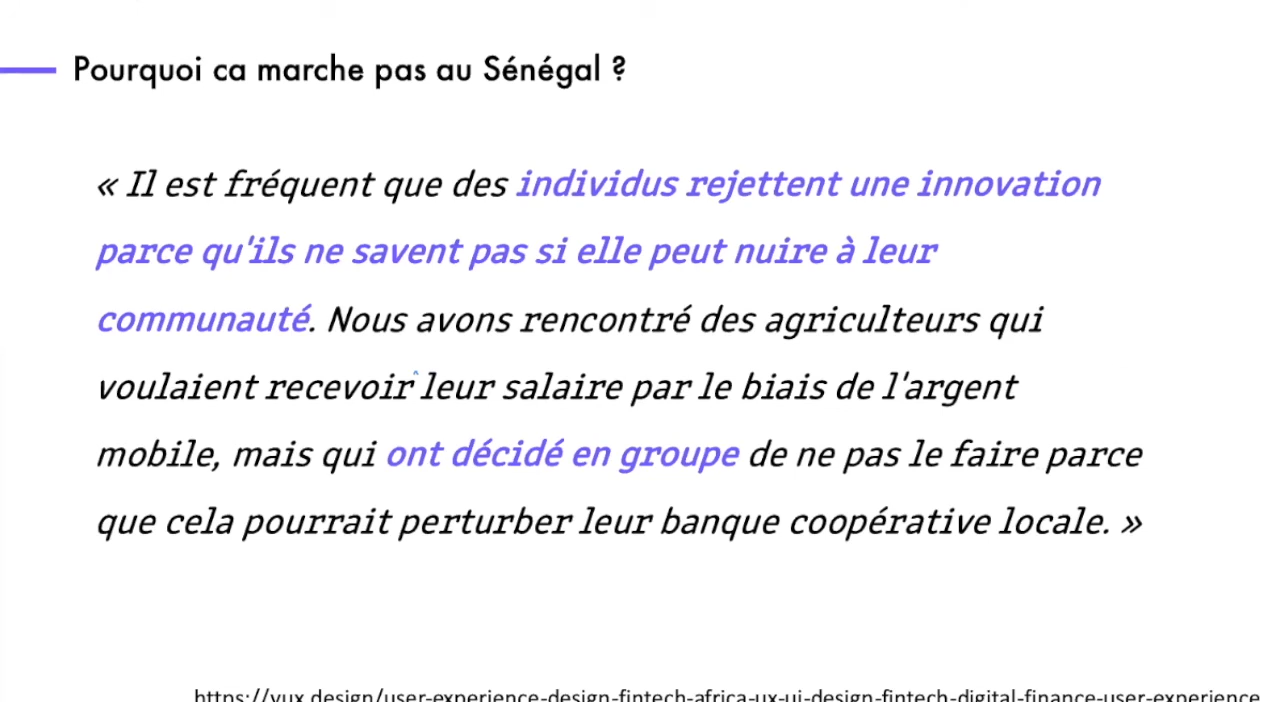 Pourquoi ca marche pas au Sénégal ?
« Il est fréquent que des individus rejettent une innovation
parce qu'ils ne savent pas si elle peut nuire à leur
communauté. Nous avons rencontré des agriculteurs qui
voulaient recevoir leur salaire par le biais de l'argent
mobile, mais qui ont décidé en groupe de ne pas le faire parce
que cela pourrait perturber leur banque coopérative locale. »
https://yux.design/user-experience-design-fintech-africa-ux-ui-design-fintech-digital-finance-user-experience